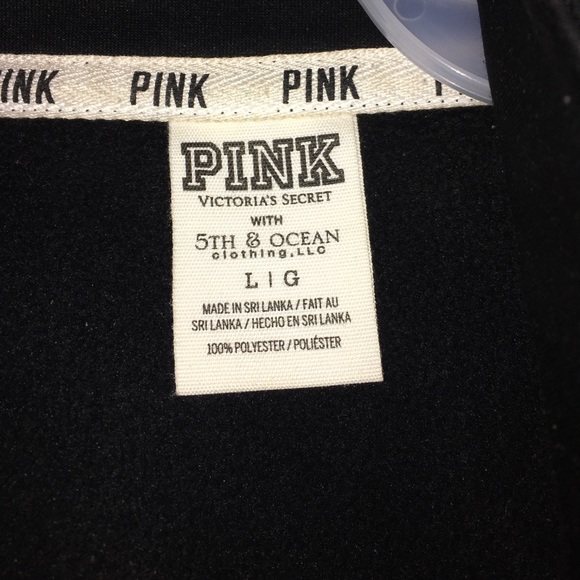 PINK PINK PINK
PINK
VICTORIA'S SECRET
WITH
5TH & OCEAN
clothing, LLC
L | G
MADE IN SRI LANKA / FAIT AU
SRI LANKA / HECHO EN SRI LANKA
100% POLYESTER / POLIÉSTER